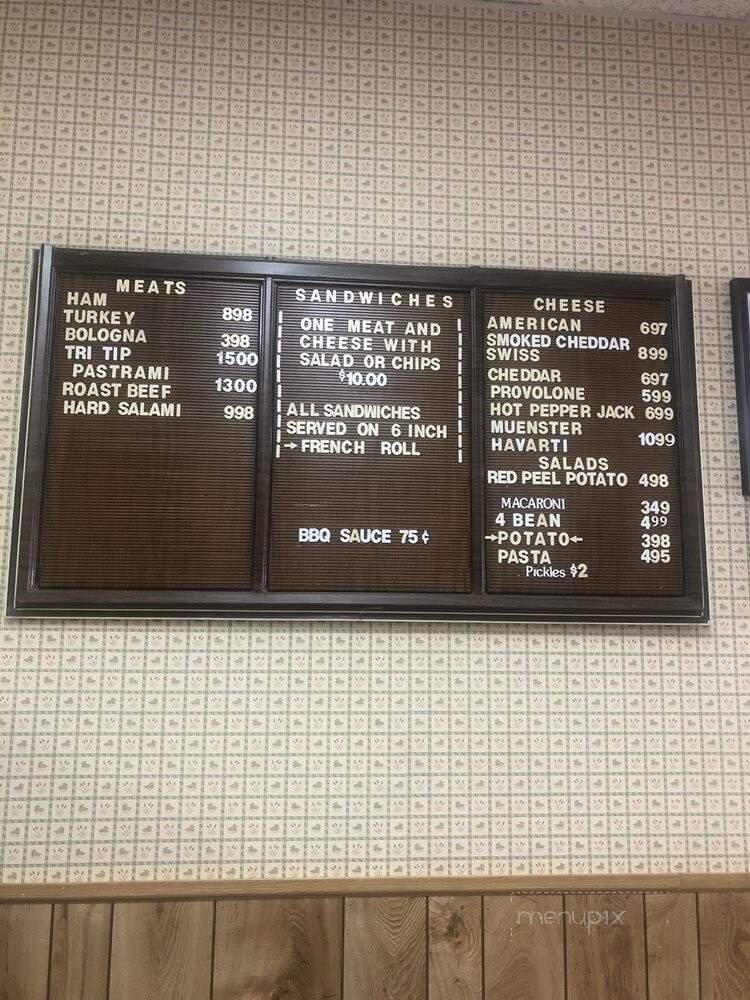 MEATS
HAM
TURKEY 898
BOLOGNA 398
TRI TIP 1500
PASTRAMI
ROAST BEEF 1300
HARD SALAMI 998
SANDWICHES
ONE MEAT AND
CHEESE WITH
SALAD OR CHIPS
$10.00
ALL SANDWICHES
SERVED ON 6 INCH
→ FRENCH ROLL
BBQ SAUCE 75¢
CHEESE
AMERICAN 697
SMOKED CHEDDAR
SWISS 899
CHEDDAR 697
PROVOLONE 599
HOT PEPPER JACK 699
MUENSTER
HAVARTI 1099
SALADS
RED PEEL POTATO 498
MACARONI 349
4 BEAN 499
→POTATO← 398
PASTA 495
Pickles $2
menupix